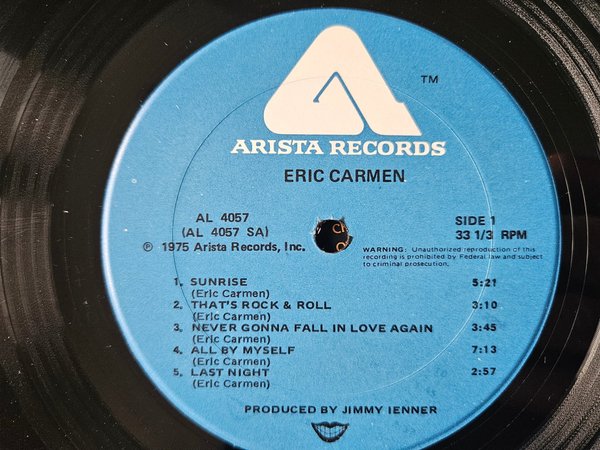 TM
ARISTA RECORDS
ERIC CARMEN
AL 4057
(AL 4057 SA)
℗ 1975 Arista Records, Inc.
SIDE 1
33 1/3 RPM
WARNING: Unauthorized reproduction of this
recording is prohibited by Federal law and subject
to criminal prosecution.
1. SUNRISE 5:21
(Eric Carmen)
2. THAT'S ROCK & ROLL 3:10
(Eric Carmen)
3. NEVER GONNA FALL IN LOVE AGAIN 3:45
(Eric Carmen)
4. ALL BY MYSELF 7:13
(Eric Carmen)
5. LAST NIGHT 2:57
(Eric Carmen)
PRODUCED BY JIMMY IENNER